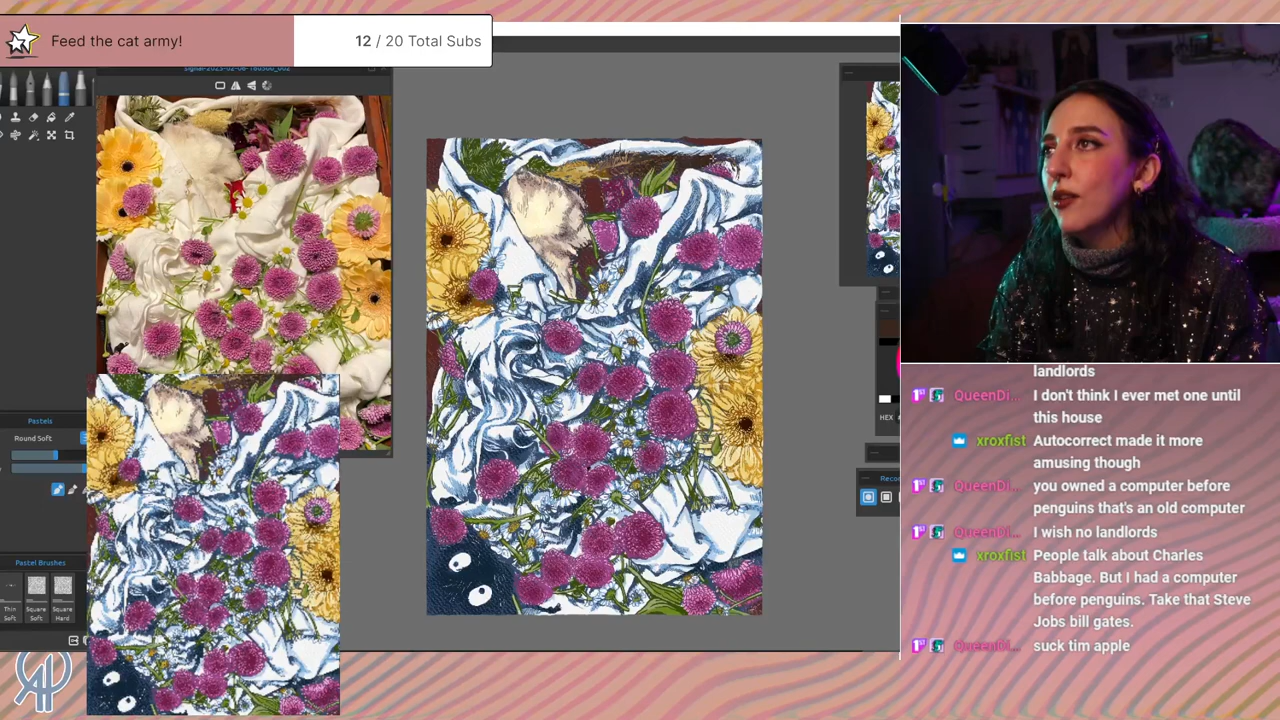 Feed the cat army!
12 / 20 Total Subs
Pastels
Round Soft
Pastel Brushes
Thin Soft
Square Soft
Square Hard
HEX
Reco
landlords
QueenDi... I don't think I ever met one until
this house
xroxfist Autocorrect made it more
amusing though
QueenDi... you owned a computer before
penguins that's an old computer
QueenDi... I wish no landlords
xroxfist People talk about Charles
Babbage. But I had a computer
before penguins. Take that Steve
Jobs bill gates.
QueenDi... suck tim apple